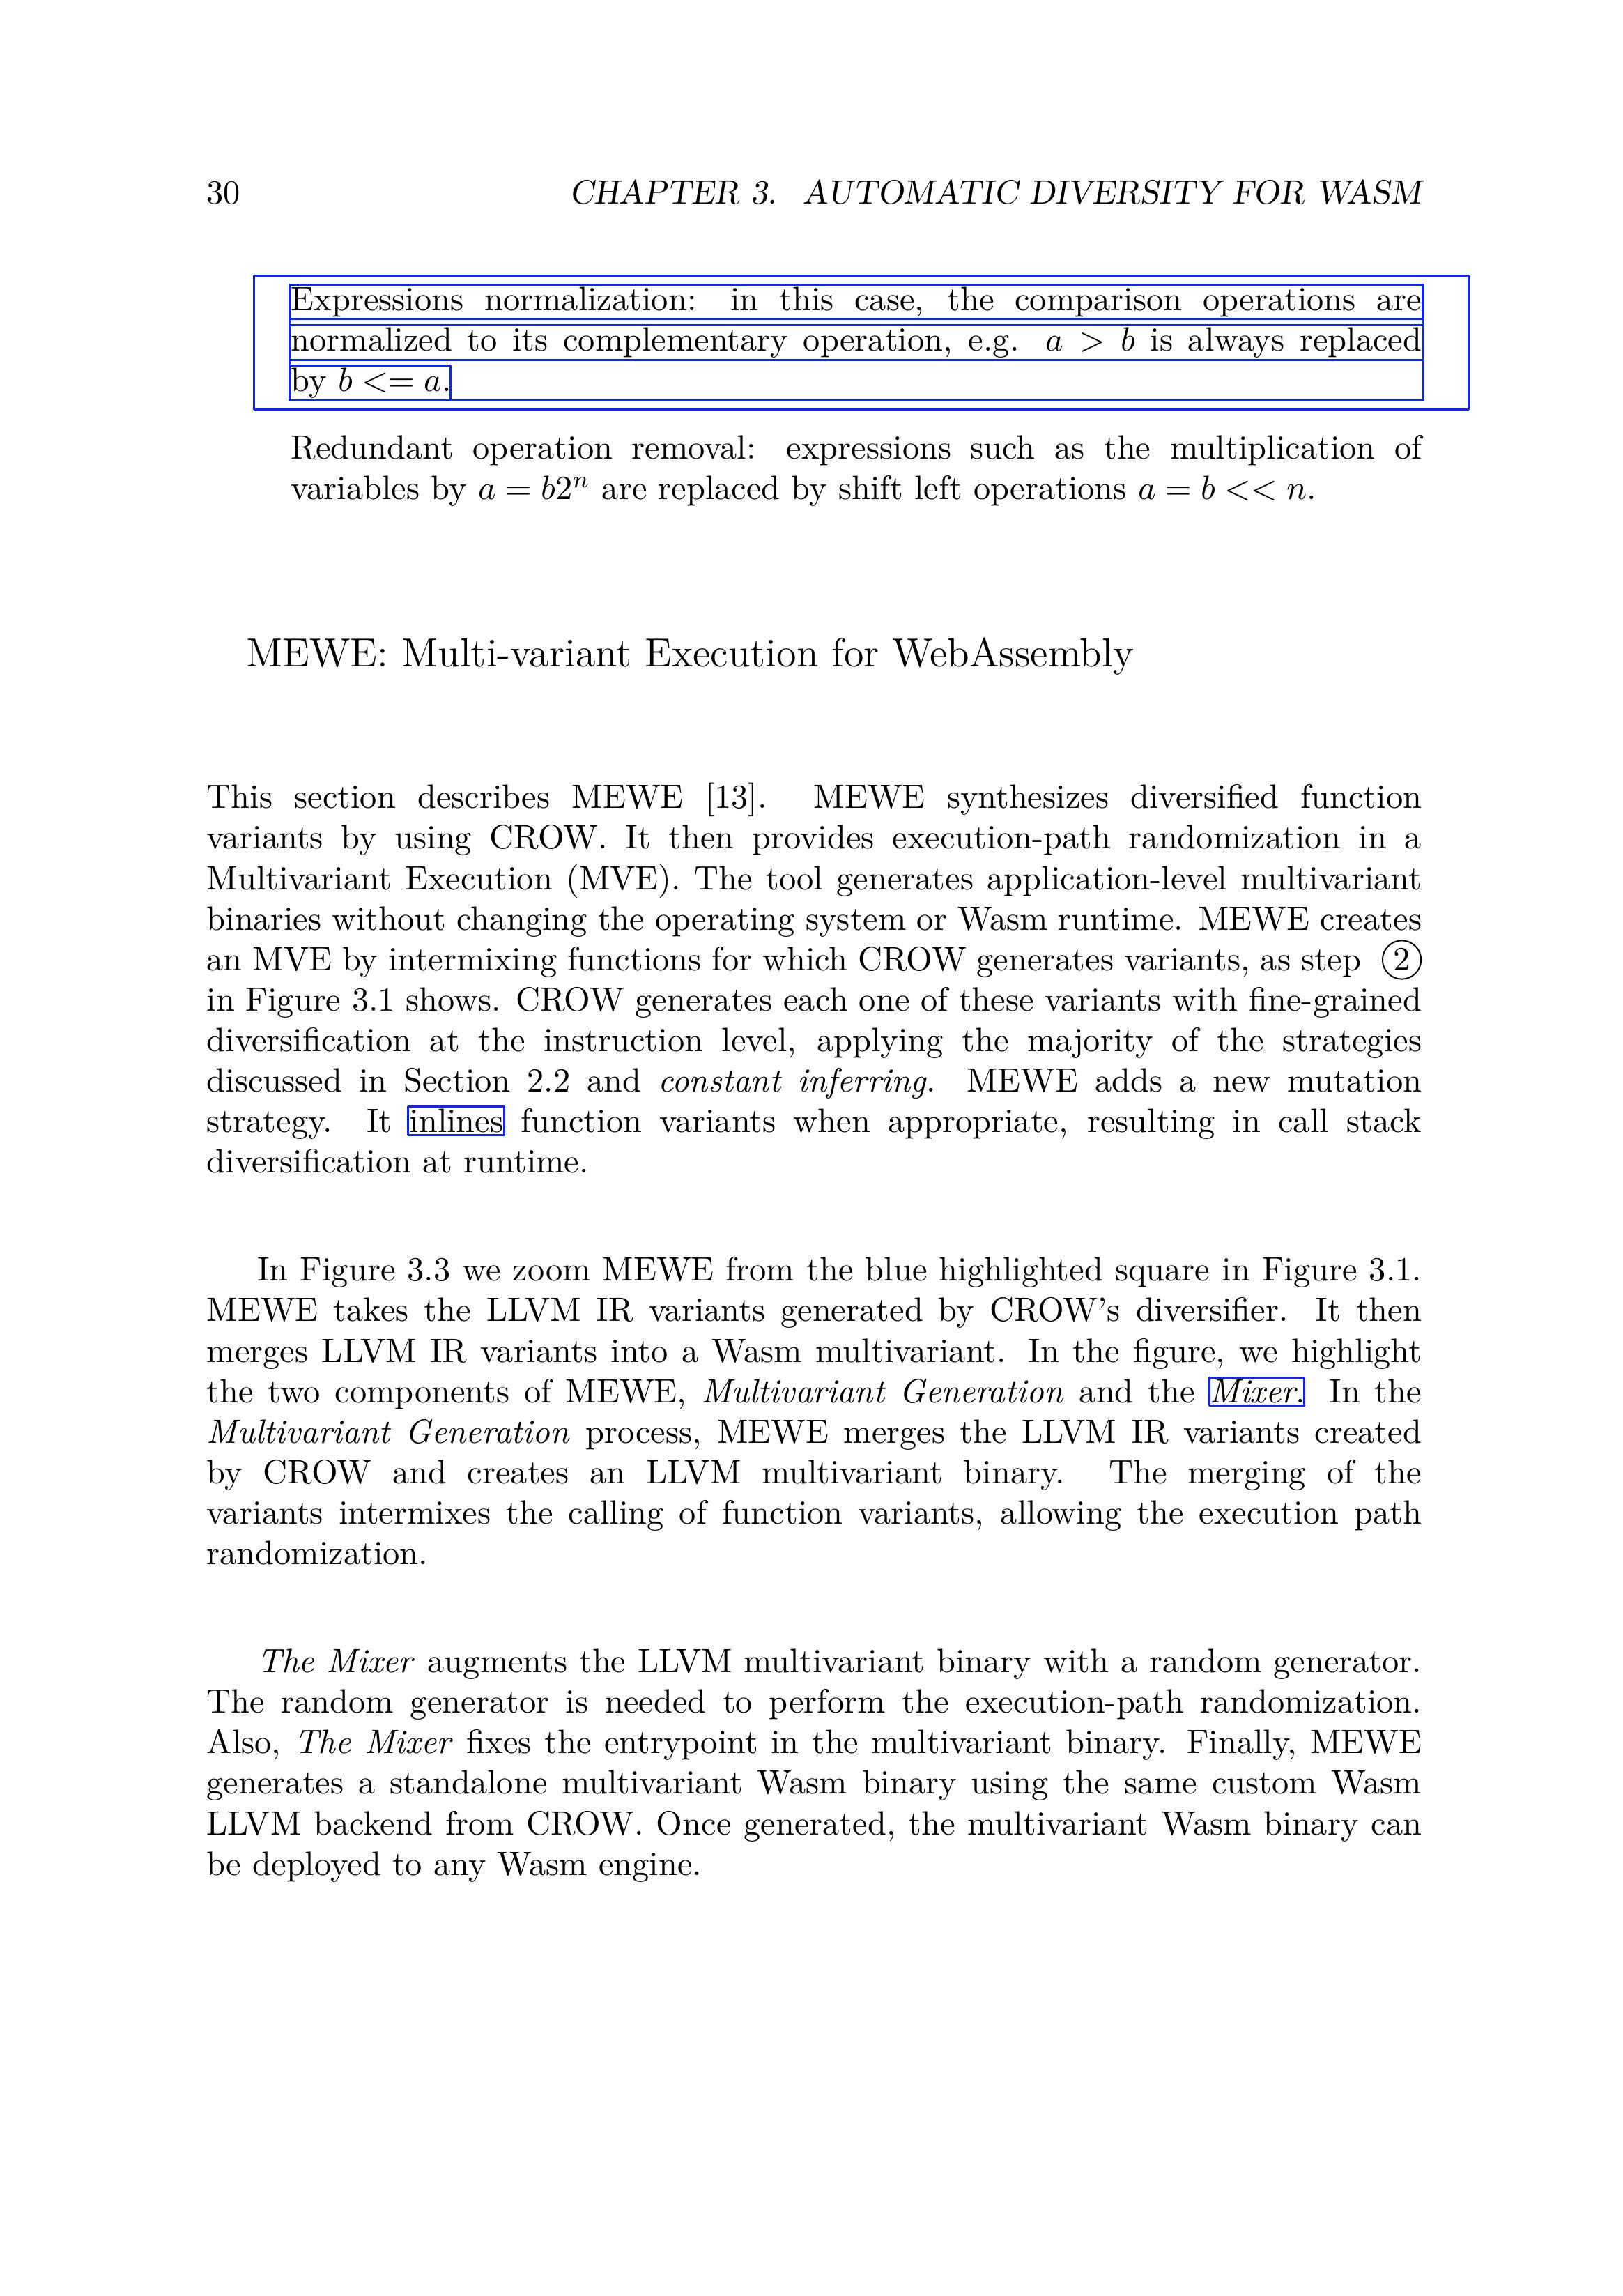 30 CHAPTER 3. AUTOMATIC DIVERSITY FOR WASM
Expressions normalization: in this case, the comparison operations are
normalized to its complementary operation, e.g. a > b is always replaced
by b <= a.
Redundant operation removal: expressions such as the multiplication of
variables by a = b2ⁿ are replaced by shift left operations a = b << n.
MEWE: Multi-variant Execution for WebAssembly
This section describes MEWE [13]. MEWE synthesizes diversified function
variants by using CROW. It then provides execution-path randomization in a
Multivariant Execution (MVE). The tool generates application-level multivariant
binaries without changing the operating system or Wasm runtime. MEWE creates
an MVE by intermixing functions for which CROW generates variants, as step ②
in Figure 3.1 shows. CROW generates each one of these variants with fine-grained
diversification at the instruction level, applying the majority of the strategies
discussed in Section 2.2 and constant inferring. MEWE adds a new mutation
strategy. It inlines function variants when appropriate, resulting in call stack
diversification at runtime.
In Figure 3.3 we zoom MEWE from the blue highlighted square in Figure 3.1.
MEWE takes the LLVM IR variants generated by CROW's diversifier. It then
merges LLVM IR variants into a Wasm multivariant. In the figure, we highlight
the two components of MEWE, Multivariant Generation and the Mixer. In the
Multivariant Generation process, MEWE merges the LLVM IR variants created
by CROW and creates an LLVM multivariant binary. The merging of the
variants intermixes the calling of function variants, allowing the execution path
randomization.
The Mixer augments the LLVM multivariant binary with a random generator.
The random generator is needed to perform the execution-path randomization.
Also, The Mixer fixes the entrypoint in the multivariant binary. Finally, MEWE
generates a standalone multivariant Wasm binary using the same custom Wasm
LLVM backend from CROW. Once generated, the multivariant Wasm binary can
be deployed to any Wasm engine.